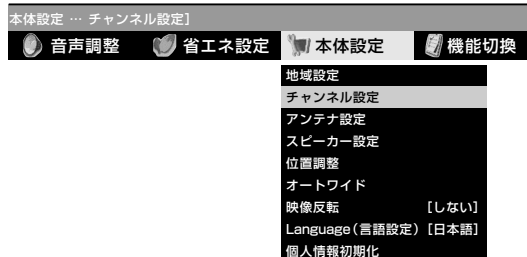 本体設定 … チャンネル設定]
音声調整 省エネ設定 本体設定 機能切換
地域設定
チャンネル設定
アンテナ設定
スピーカー設定
位置調整
オートワイド
映像反転 [しない]
Language(言語設定) [日本語]
個人情報初期化